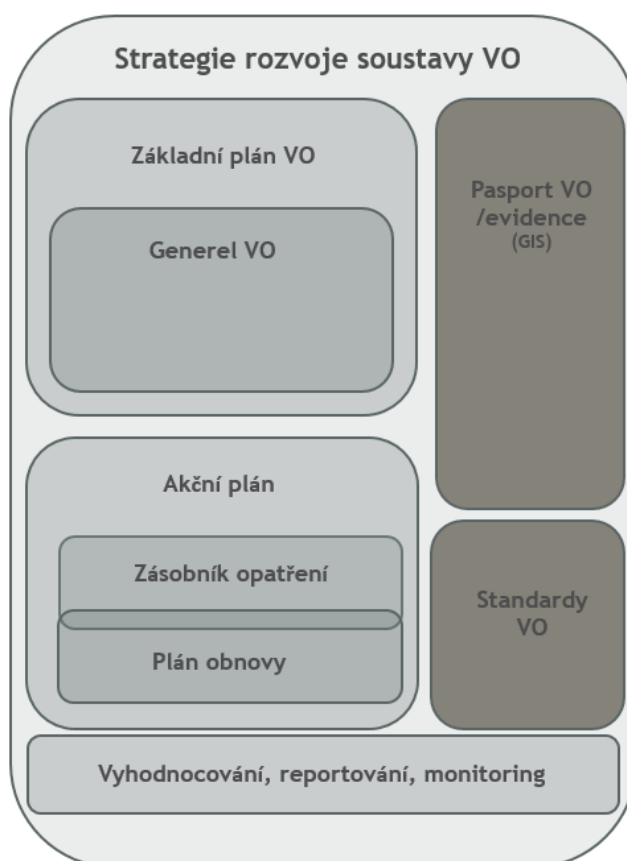 Strategie rozvoje soustavy VO
Základní plán VO
Generel VO
Pasport VO
/evidence
(GIS)
Akční plán
Zásobník opatření
Plán obnovy
Standardy
VO
Vyhodnocování, reportování, monitoring